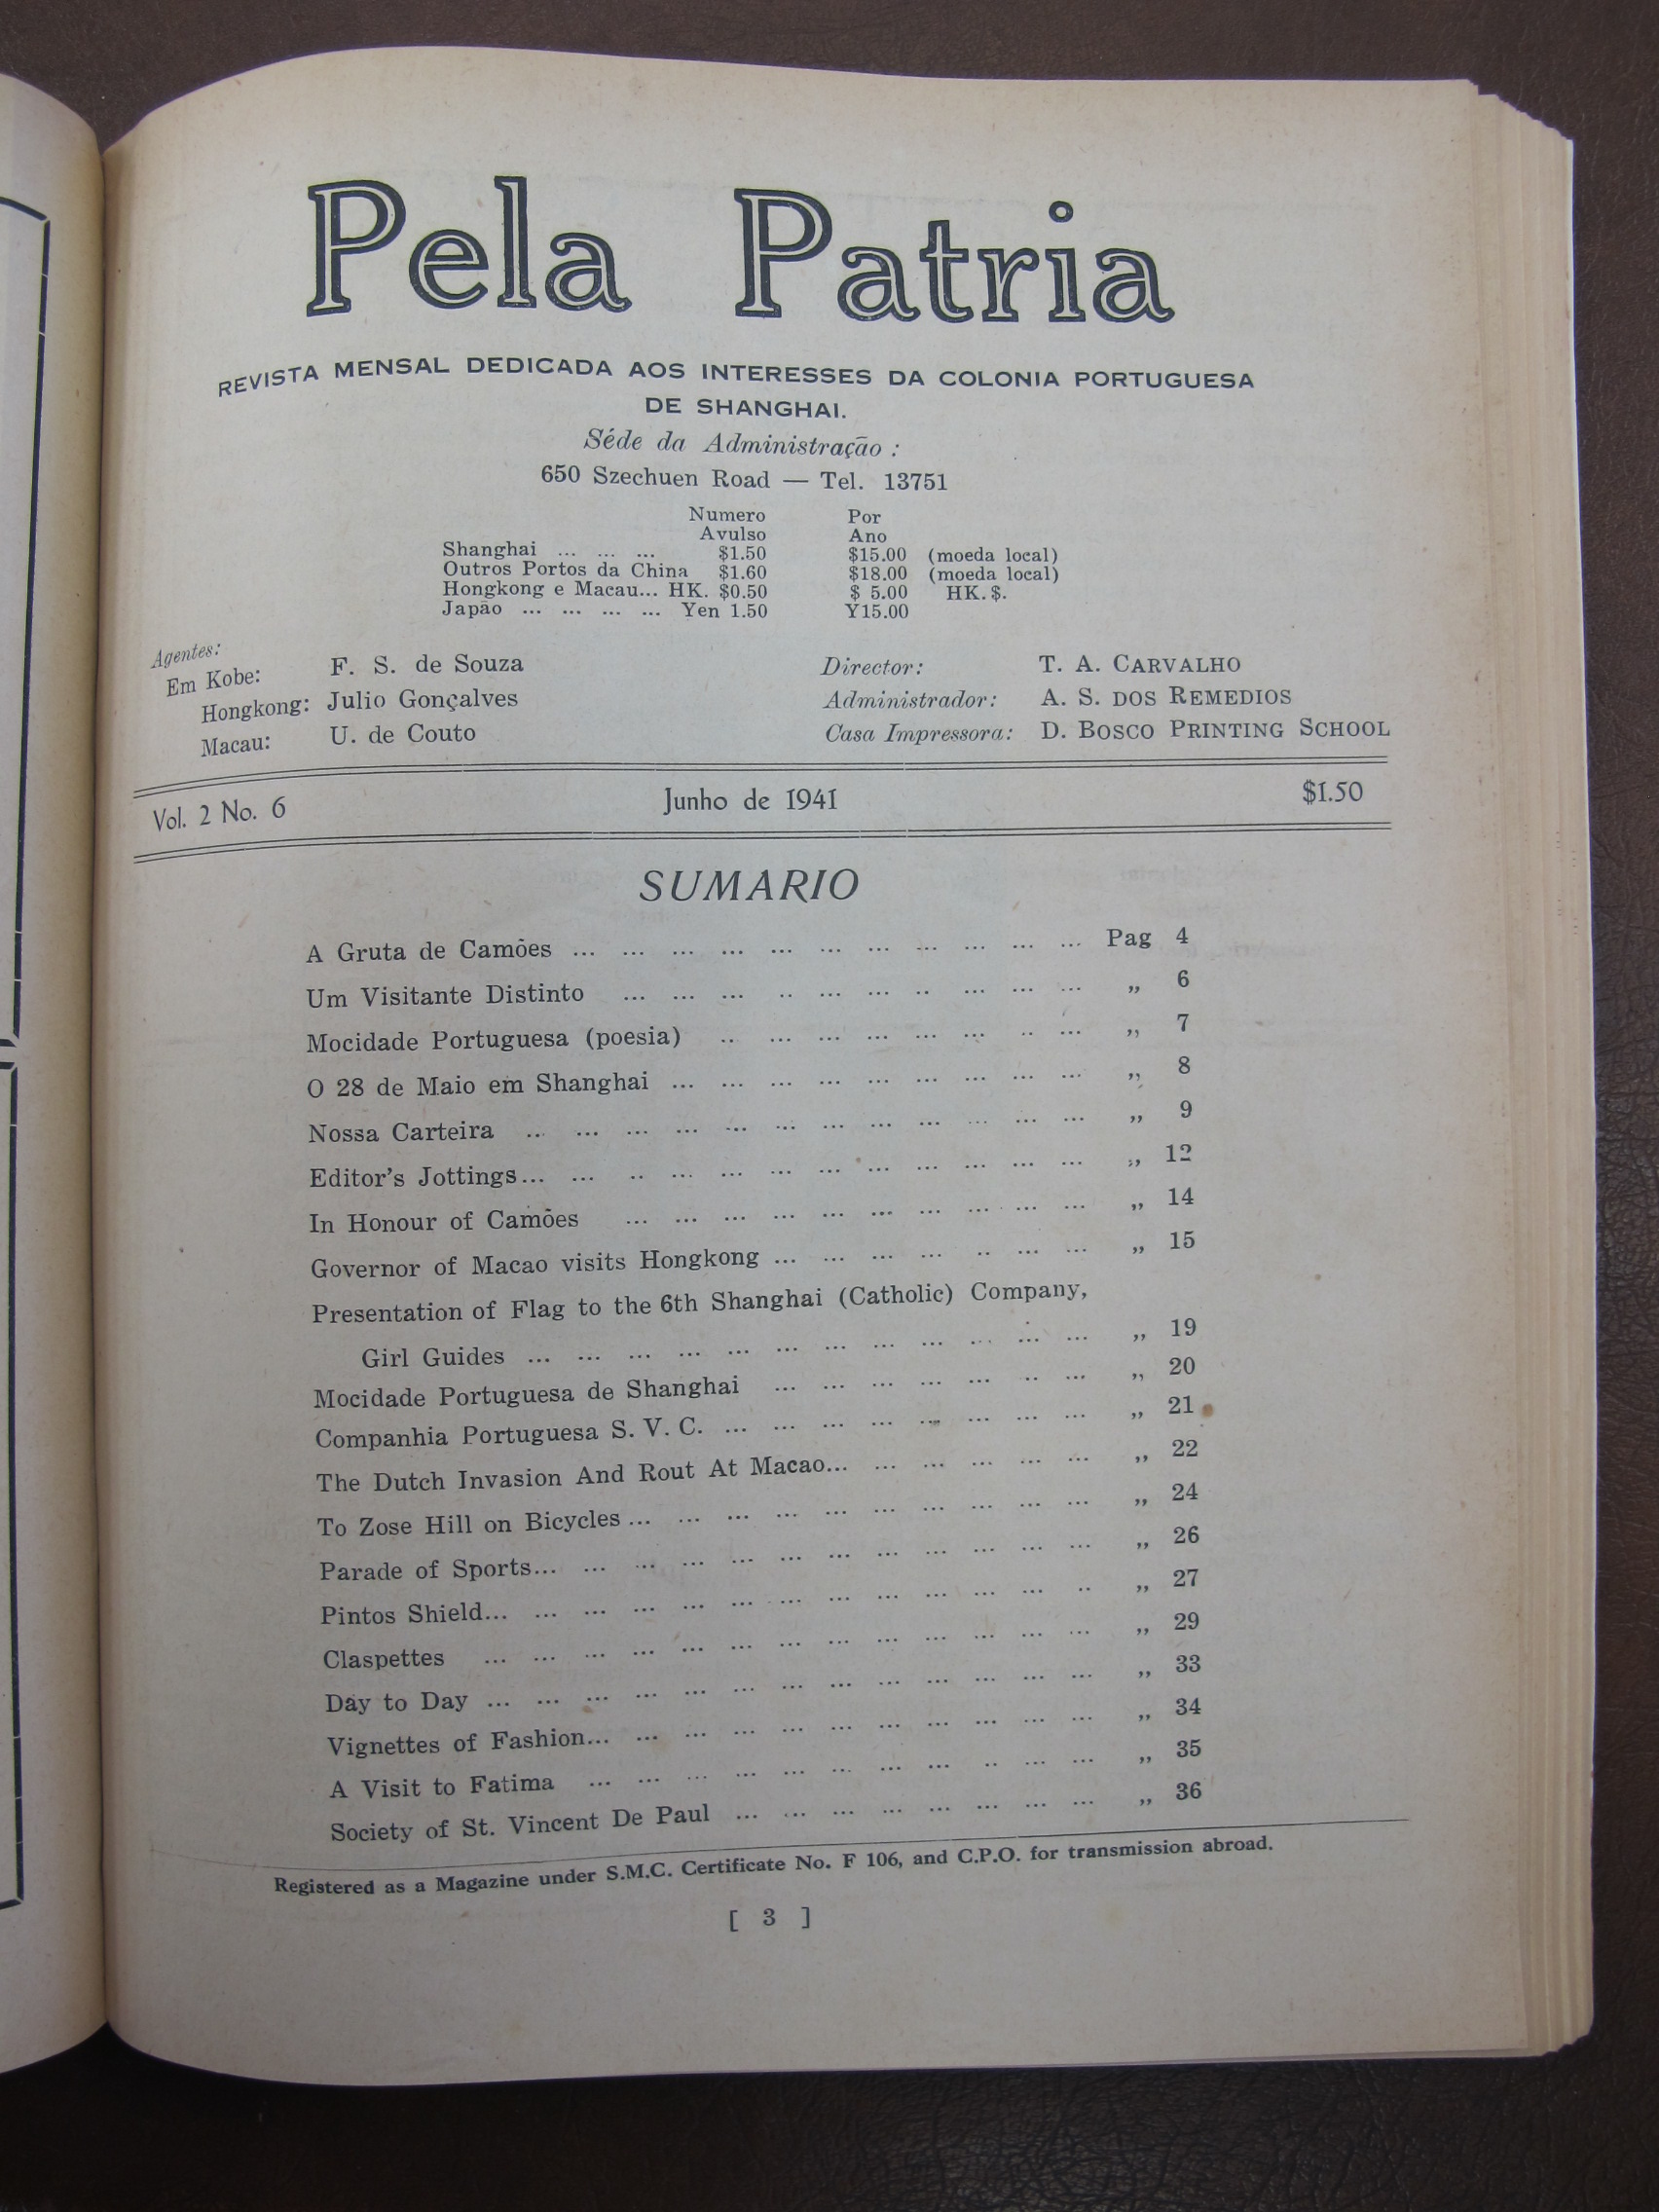 Pela Patria
REVISTA MENSAL DEDICADA AOS INTERESSES DA COLONIA PORTUGUESA
DE SHANGHAI.
Séde da Administração :
650 Szechuen Road — Tel. 13751
Numero Por
Avulso Ano
Shanghai ... ... ... $1.50 $15.00 (moeda local)
Outros Portos da China $1.60 $18.00 (moeda local)
Hongkong e Macau... HK. $0.50 $ 5.00 HK.$.
Japão ... ... ... ... Yen 1.50 Y15.00
Agentes:
Em Kobe: F. S. de Souza Director: T. A. CARVALHO
Hongkong: Julio Gonçalves Administrador: A. S. DOS REMEDIOS
Macau: U. de Couto Casa Impressora: D. BOSCO PRINTING SCHOOL
Vol. 2 No. 6 Junho de 1941 $1.50
SUMARIO
A Gruta de Camões ... ... ... ... ... ... ... ... ... ... ... Pag 4
Um Visitante Distinto ... ... ... .. ... ... .. ... ... ... „ 6
Mocidade Portuguesa (poesia) .. ... ... ... ... ... .. ... „ 7
O 28 de Maio em Shanghai ... ... ... ... ... ... ... ... ... „ 8
Nossa Carteira ... ... ... ... ... ... ... ... ... ... ... ... „ 9
Editor's Jottings... ... .. ... ... ... ... ... ... ... ... ... „ 12
In Honour of Camões ... ... ... ... ... ... ... ... ... ... „ 14
Governor of Macao visits Hongkong ... ... ... ... .. ... ... „ 15
Presentation of Flag to the 6th Shanghai (Catholic) Company,
Girl Guides ... ... ... ... ... ... ... ... ... ... ... ... „ 19
Mocidade Portuguesa de Shanghai ... ... ... ... ... .. ... „ 20
Companhia Portuguesa S. V. C. ... ... ... ... ... ... ... ... „ 21
The Dutch Invasion And Rout At Macao... ... ... ... ... ... „ 22
To Zose Hill on Bicycles ... ... ... ... ... ... ... ... ... ... „ 24
Parade of Sports... ... ... ... ... ... ... ... ... ... ... ... „ 26
Pintos Shield... ... ... ... ... ... ... ... ... ... ... ... .. „ 27
Claspettes ... ... ... ... ... ... ... ... ... ... ... ... ... „ 29
Day to Day ... ... ... ... ... ... ... ... ... ... ... ... ... „ 33
Vignettes of Fashion... ... ... ... ... ... ... ... ... ... ... „ 34
A Visit to Fatima ... ... ... ... ... ... ... ... .. ... ... „ 35
Society of St. Vincent De Paul ... ... ... ... ... ... ... ... „ 36
Registered as a Magazine under S.M.C. Certificate No. F 106, and C.P.O. for transmission abroad.
[ 3 ]